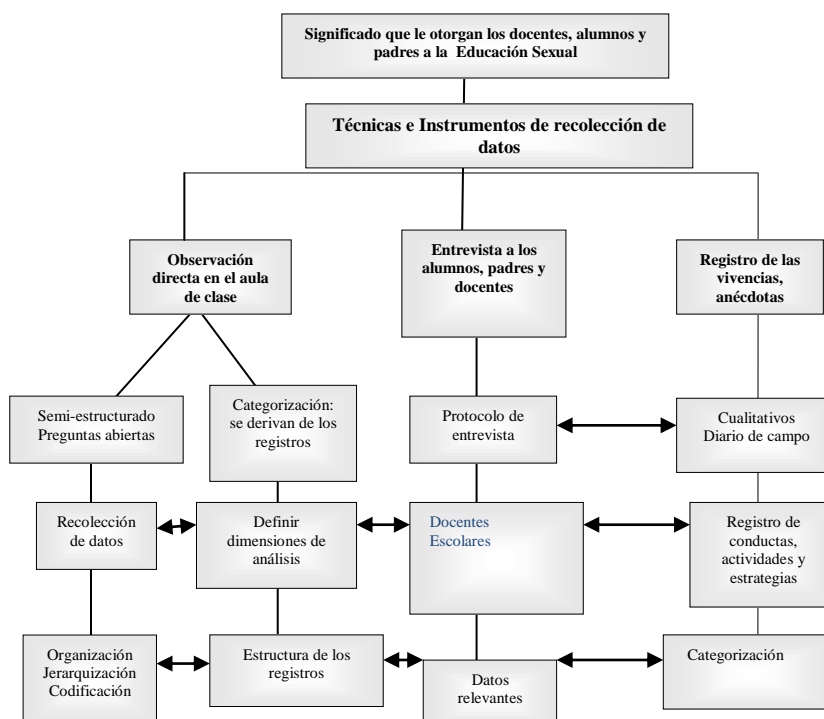 Significado que le otorgan los docentes, alumnos y
padres a la Educación Sexual
Técnicas e Instrumentos de recolección de
datos
Observación
directa en el aula
de clase
Entrevista a los
alumnos, padres y
docentes
Registro de las
vivencias,
anécdotas
Semi-estructurado
Preguntas abiertas
Categorización:
se derivan de los
registros
Protocolo de
entrevista
Cualitativos
Diario de campo
Recolección
de datos
Definir
dimensiones de
análisis
Docentes
Escolares
Registro de
conductas,
actividades y
estrategias
Organización
Jerarquización
Codificación
Estructura de los
registros
Datos
relevantes
Categorización